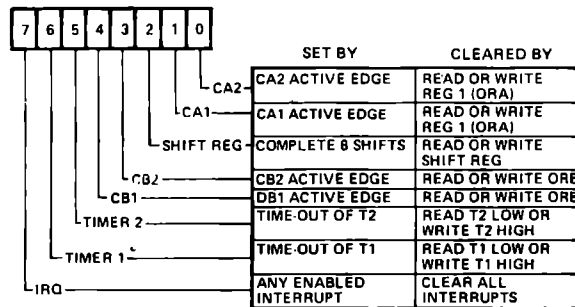 7 6 5 4 3 2 1 0
SET BY CLEARED BY
CA2 CA2 ACTIVE EDGE READ OR WRITE
REG 1 (ORA)
CA1 CA1 ACTIVE EDGE READ OR WRITE
REG 1 (ORA)
SHIFT REG COMPLETE 8 SHIFTS READ OR WRITE
SHIFT REG
CB2 CB2 ACTIVE EDGE READ OR WRITE ORB
CB1 DB1 ACTIVE EDGE READ OR WRITE ORB
TIMER 2 TIME-OUT OF T2 READ T2 LOW OR
WRITE T2 HIGH
TIMER 1 TIME-OUT OF T1 READ T1 LOW OR
WRITE T1 HIGH
IRQ ANY ENABLED CLEAR ALL
INTERRUPT INTERRUPTS